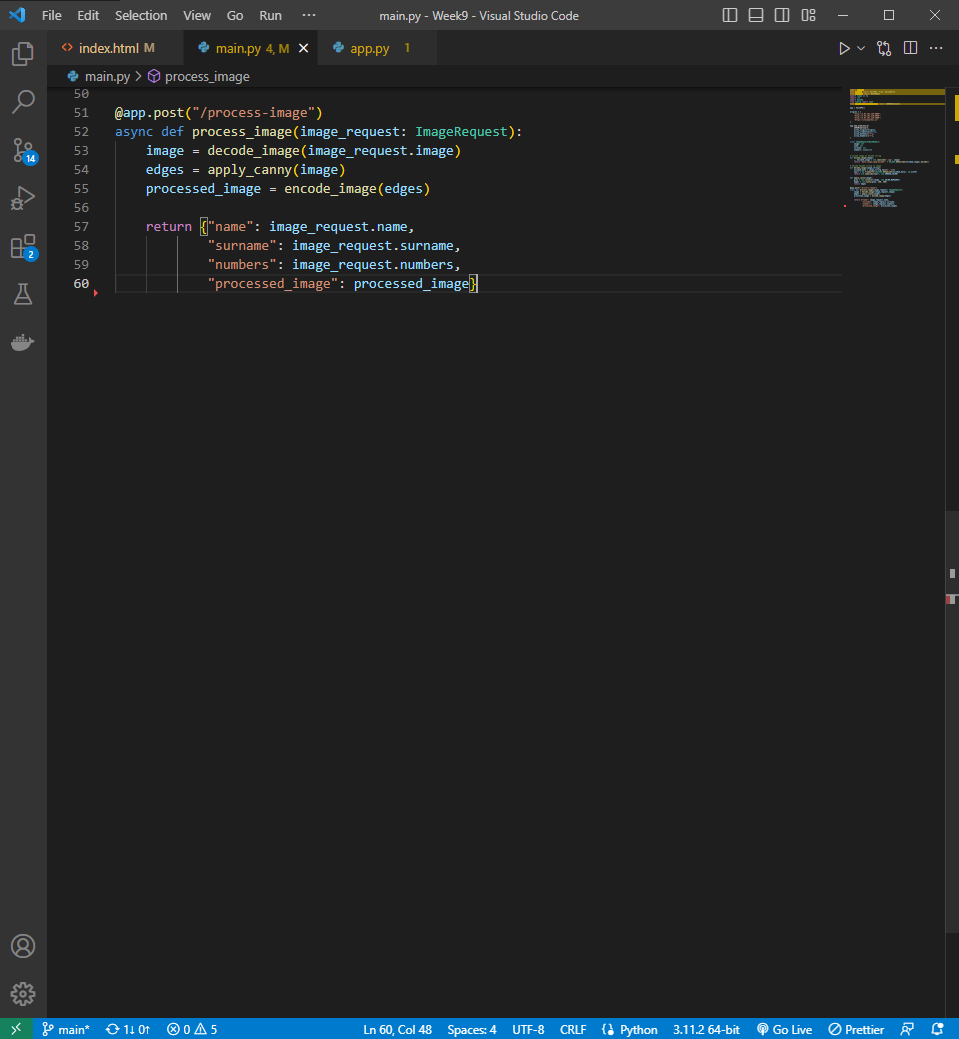 File Edit Selection View Go Run ··· main.py - Week9 - Visual Studio Code
index.html M main.py 4, M app.py 1
main.py > process_image
50
51 @app.post("/process-image")
52 async def process_image(image_request: ImageRequest):
53 image = decode_image(image_request.image)
54 edges = apply_canny(image)
55 processed_image = encode_image(edges)
56
57 return {"name": image_request.name,
58 "surname": image_request.surname,
59 "numbers": image_request.numbers,
60 "processed_image": processed_image}
14
2
main* 1↓ 0↑ 0 5 Ln 60, Col 48 Spaces: 4 UTF-8 CRLF Python 3.11.2 64-bit Go Live Prettier